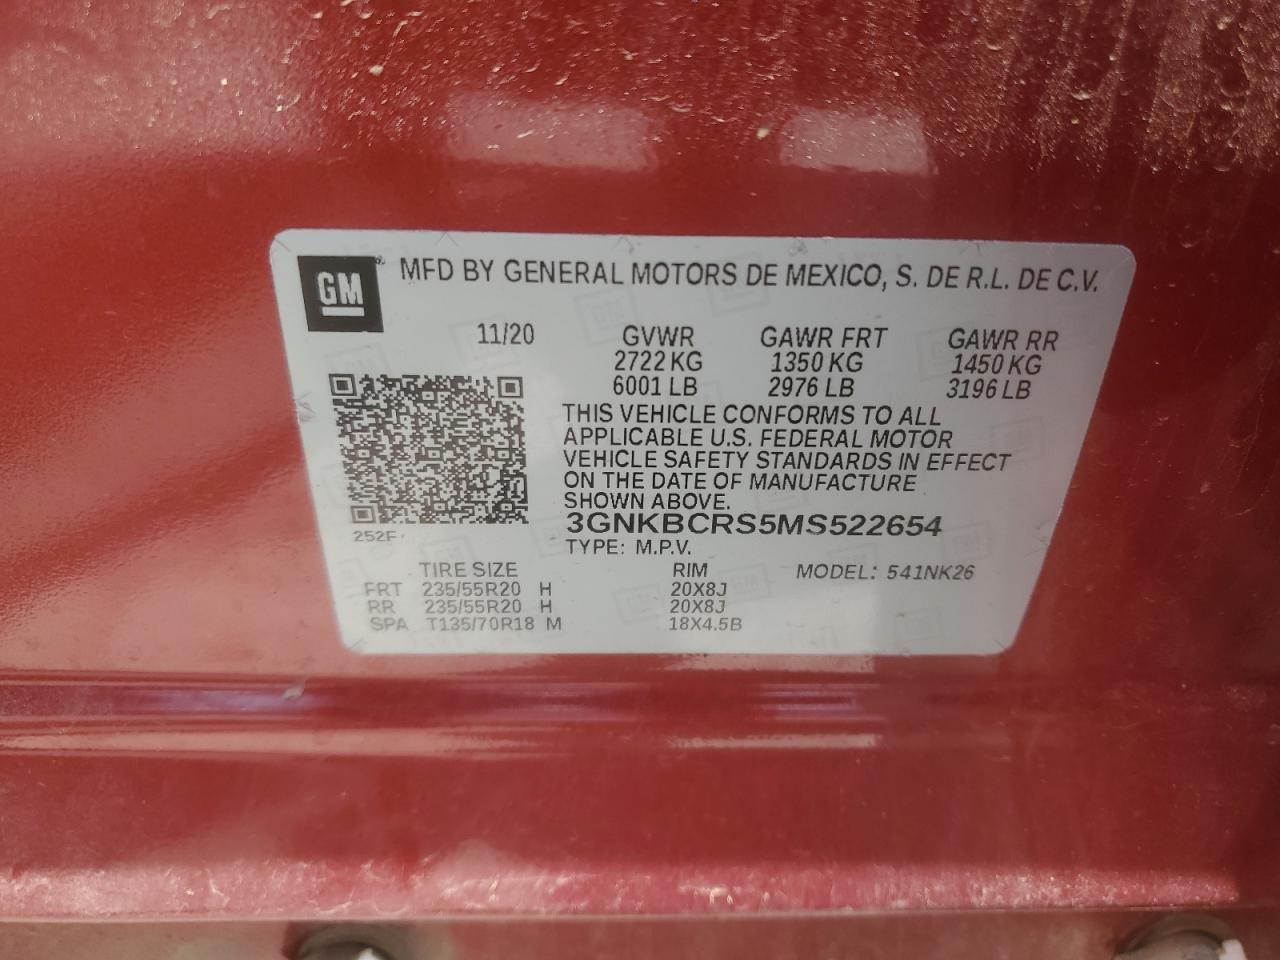 GM
MFD BY GENERAL MOTORS DE MEXICO, S. DE R.L. DE C.V.
11/20 GVWR GAWR FRT GAWR RR
2722 KG 1350 KG 1450 KG
6001 LB 2976 LB 3196 LB
THIS VEHICLE CONFORMS TO ALL
APPLICABLE U.S. FEDERAL MOTOR
VEHICLE SAFETY STANDARDS IN EFFECT
ON THE DATE OF MANUFACTURE
SHOWN ABOVE.
3GNKBCRS5MS522654
252F
TYPE: M.P.V.
TIRE SIZE RIM MODEL: 541NK26
FRT 235/55R20 H 20X8J
RR 235/55R20 H 20X8J
SPA T135/70R18 M 18X4.5B